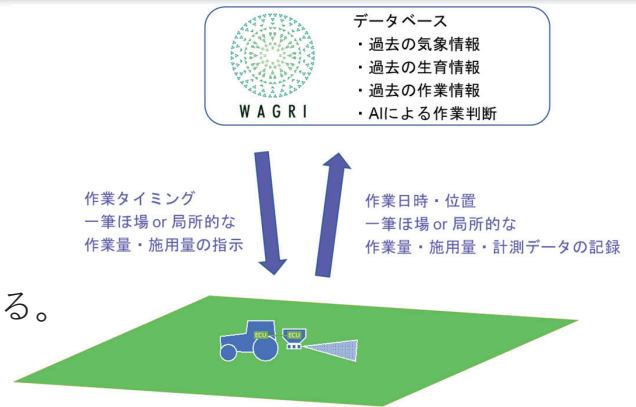 データベース
・過去の気象情報
・過去の生育情報
・過去の作業情報
・AIによる作業判断
WAGRI
作業タイミング
一筆ほ場 or 局所的な
作業量・施用量の指示
作業日時・位置
一筆ほ場 or 局所的な
作業量・施用量・計測データの記録
る。
ECU
ECU